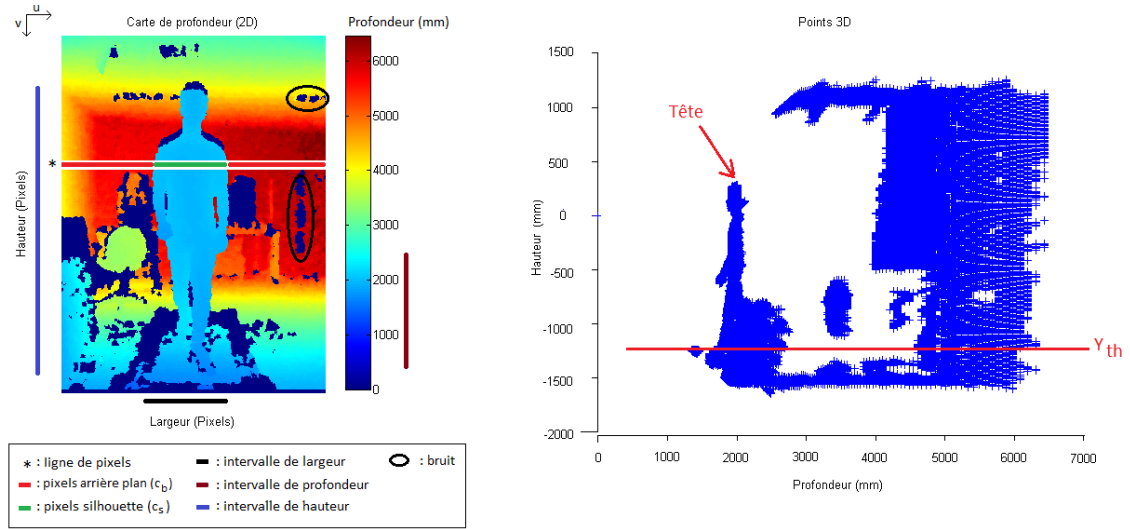 u
v
Carte de profondeur (2D)
Profondeur (mm)
6000
5000
4000
3000
2000
1000
0
*
Hauteur (Pixels)
Largeur (Pixels)
* : ligne de pixels
: pixels arrière plan (cb)
: pixels silhouette (cs)
: intervalle de largeur
: intervalle de profondeur
: intervalle de hauteur
: bruit
Points 3D
1500
1000
500
0
-500
-1000
-1500
-2000
Hauteur (mm)
Tête
Yth
0
1000
2000
3000
4000
5000
6000
7000
Profondeur (mm)